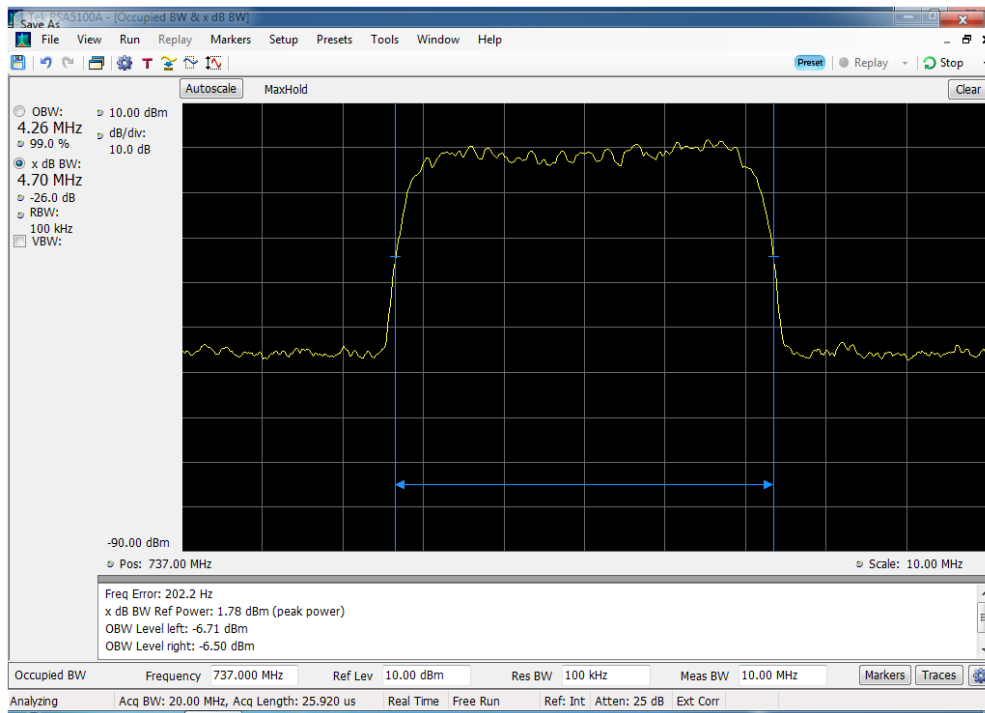 Tek RSA5100A - [Occupied BW & x dB BW]
Save As
File View Run Replay Markers Setup Presets Tools Window Help
T Preset Replay Stop
Autoscale MaxHold Clear
OBW: 10.00 dBm
4.26 MHz dB/div:
99.0 % 10.0 dB
x dB BW:
4.70 MHz
-26.0 dB
RBW:
100 kHz
VBW:
-90.00 dBm
Pos: 737.00 MHz Scale: 10.00 MHz
Freq Error: 202.2 Hz
x dB BW Ref Power: 1.78 dBm (peak power)
OBW Level left: -6.71 dBm
OBW Level right: -6.50 dBm
Occupied BW Frequency 737.000 MHz Ref Lev 10.00 dBm Res BW 100 kHz Meas BW 10.00 MHz Markers Traces
Analyzing Acq BW: 20.00 MHz, Acq Length: 25.920 us Real Time Free Run Ref: Int Atten: 25 dB Ext Corr